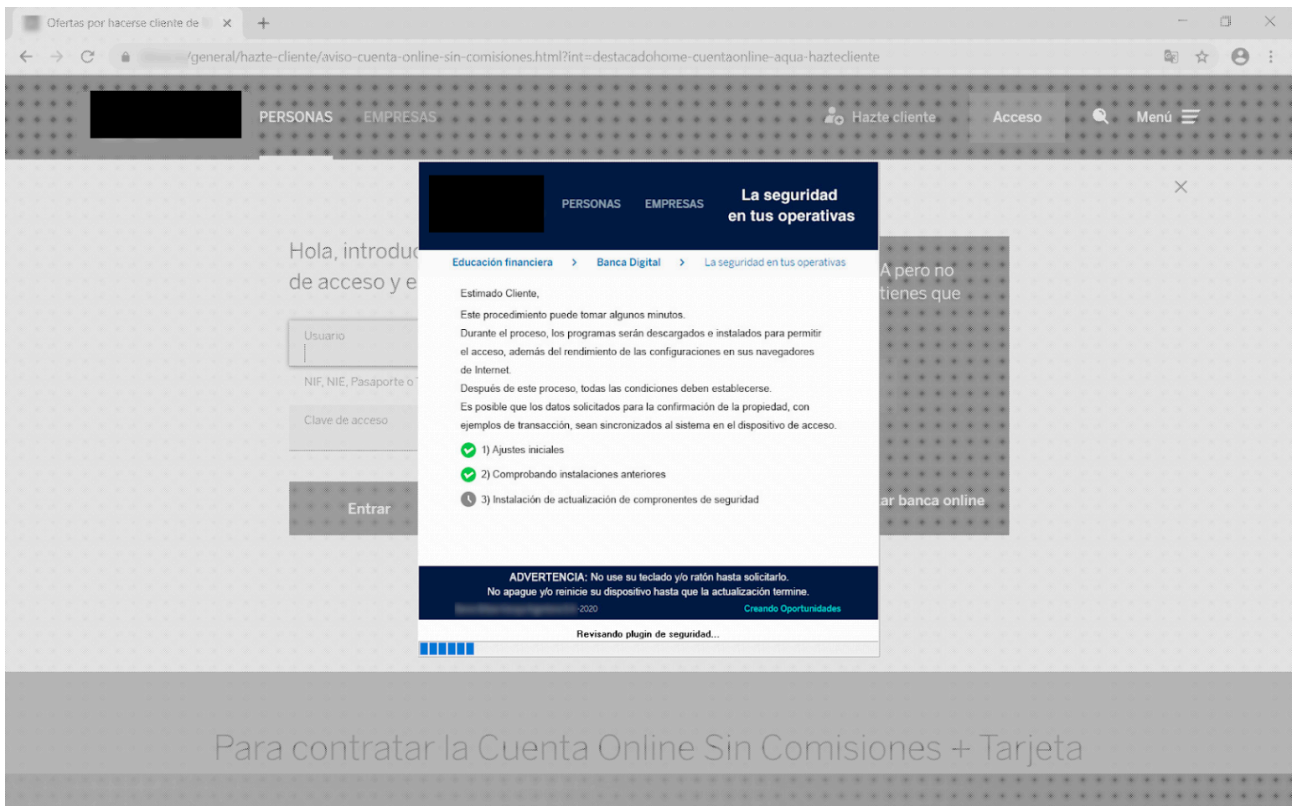 Ofertas por hacerse cliente de
/general/hazte-cliente/aviso-cuenta-online-sin-comisiones.html?int=destacadohome-cuentaonline-aqua-haztecliente
PERSONAS EMPRESAS Hazte cliente Acceso Menú
PERSONAS EMPRESAS
La seguridad
en tus operativas
Educación financiera > Banca Digital > La seguridad en tus operativas
Hola, introduc
de acceso y e
Usuario
NIF, NIE, Pasaporte o
Clave de acceso
Entrar
Estimado Cliente,
Este procedimiento puede tomar algunos minutos.
Durante el proceso, los programas serán descargados e instalados para permitir
el acceso, además del rendimiento de las configuraciones en sus navegadores
de Internet.
Después de este proceso, todas las condiciones deben establecerse.
Es posible que los datos solicitados para la confirmación de la propiedad, con
ejemplos de transacción, sean sincronizados al sistema en el dispositivo de acceso.
1) Ajustes iniciales
2) Comprobando instalaciones anteriores
3) Instalación de actualización de compronentes de seguridad
A pero no
tienes que
ar banca online
ADVERTENCIA: No use su teclado y/o ratón hasta solicitarlo.
No apague y/o reinicie su dispositivo hasta que la actualización termine.
-2020 Creando Oportunidades
Revisando plugin de seguridad...
Para contratar la Cuenta Online Sin Comisiones + Tarjeta